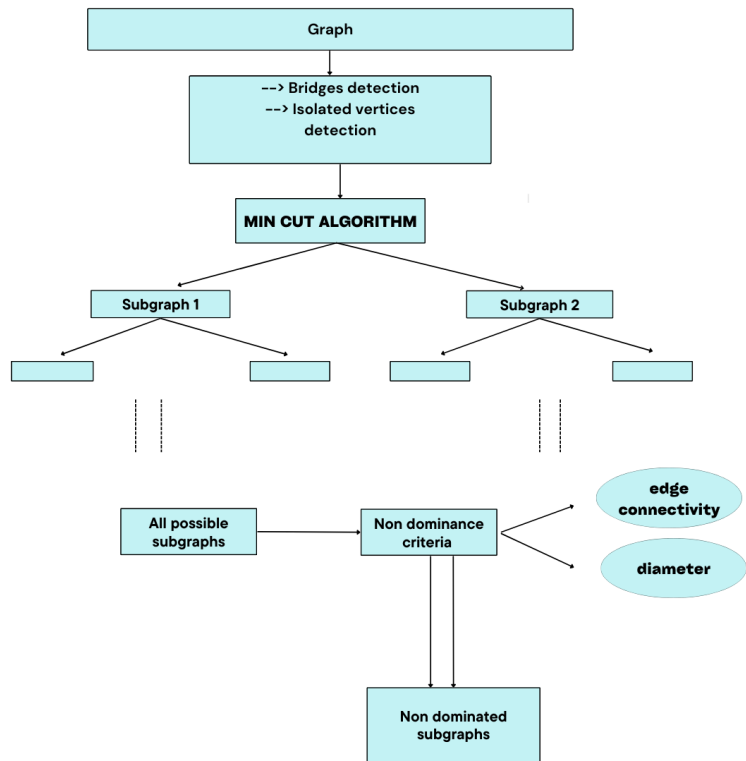 Graph
--> Bridges detection
--> Isolated vertices
detection
MIN CUT ALGORITHM
Subgraph 1
Subgraph 2
edge
connectivity
All possible
subgraphs
Non dominance
criteria
diameter
Non dominated
subgraphs